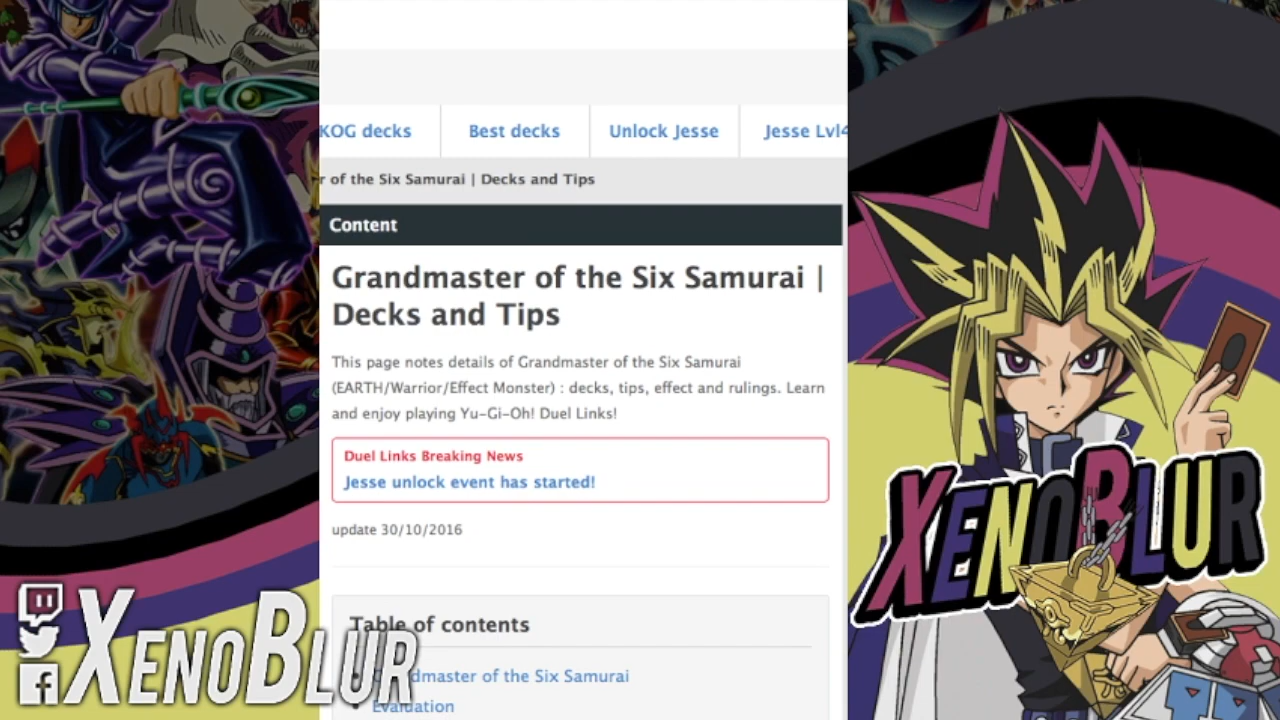 KOG decks
Best decks
Unlock Jesse
Jesse Lvl4
r of the Six Samurai | Decks and Tips
Content
Grandmaster of the Six Samurai |
Decks and Tips
This page notes details of Grandmaster of the Six Samurai
(EARTH/Warrior/Effect Monster) : decks, tips, effect and rulings. Learn
and enjoy playing Yu-Gi-Oh! Duel Links!
Duel Links Breaking News
Jesse unlock event has started!
update 30/10/2016
Table of contents
dmaster of the Six Samurai
Evaluation
XENOBLUR
XENOBLUR